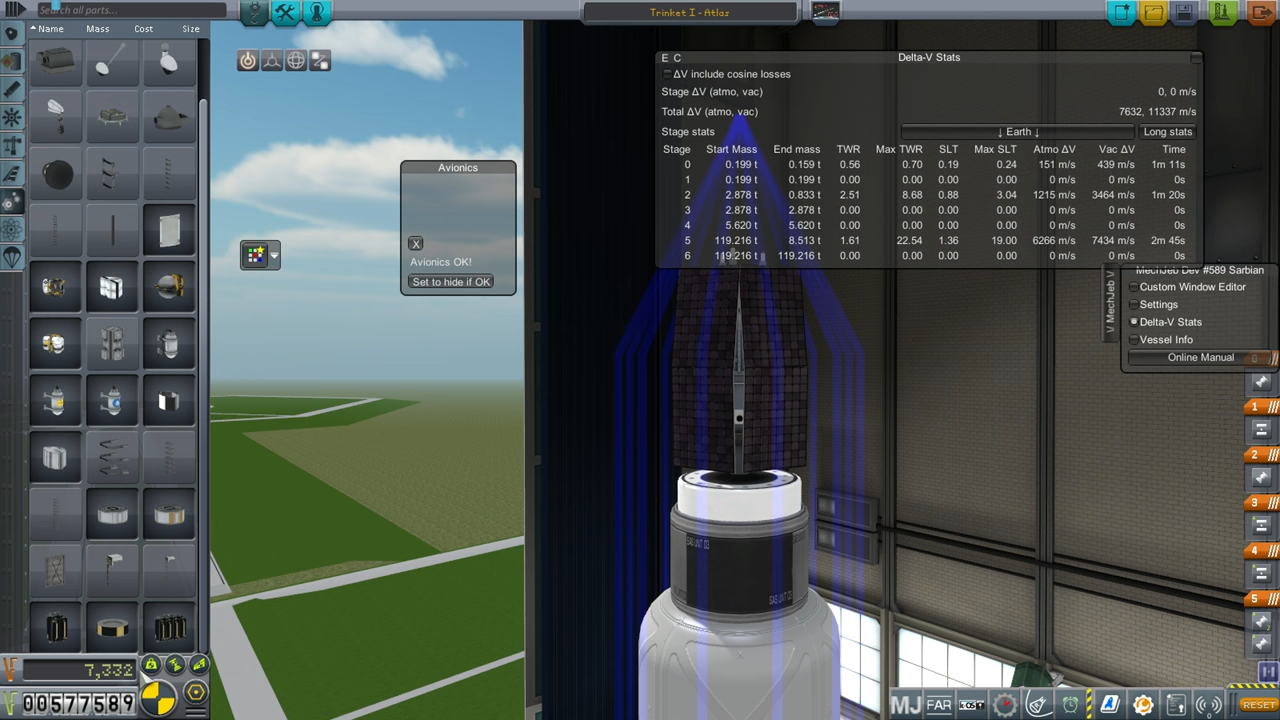 Search all parts...
Trinket I - Atlas
Name Mass Cost Size
E C Delta-V Stats
ΔV include cosine losses
Stage ΔV (atmo, vac) 0, 0 m/s
Total ΔV (atmo, vac) 7632, 11337 m/s
Stage stats ↓ Earth ↓ Long stats
Stage Start Mass End mass TWR Max TWR SLT Max SLT Atmo ΔV Vac ΔV Time
0 0.199 t 0.159 t 0.56 0.70 0.19 0.24 151 m/s 439 m/s 1m 11s
1 0.199 t 0.199 t 0.00 0.00 0.00 0.00 0 m/s 0 m/s 0s
2 2.878 t 0.833 t 2.51 8.68 0.88 3.04 1215 m/s 3464 m/s 1m 20s
3 2.878 t 2.878 t 0.00 0.00 0.00 0.00 0 m/s 0 m/s 0s
4 5.620 t 5.620 t 0.00 0.00 0.00 0.00 0 m/s 0 m/s 0s
5 119.216 t 8.513 t 1.61 22.54 1.35 19.00 6266 m/s 7434 m/s 2m 45s
6 119.216 t 119.216 t 0.00 0.00 0.00 0.00 0 m/s 0 m/s 0s
Avionics
X
Avionics OK!
Set to hide if OK
V MechJeb V
MechJeb Dev #589 Sarbian
Custom Window Editor
Settings
Delta-V Stats
Vessel Info
Online Manual
0
1
2
3
4
5
SAS UNIT 03
SAS UNIT 03
7,332
00577589
MJ FAR kOS
RESET